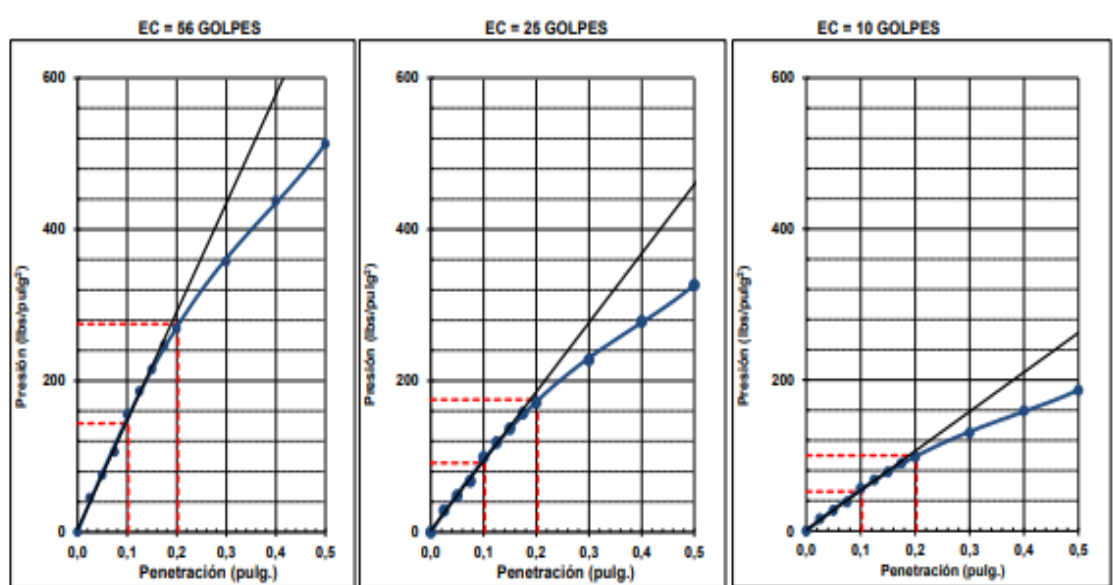 EC = 56 GOLPES
600
400
200
0
0,0 0,1 0,2 0,3 0,4 0,5
Presión (lbs/pulg²)
Penetración (pulg.)
EC = 25 GOLPES
600
400
200
0
0,0 0,1 0,2 0,3 0,4 0,5
Presión (lbs/pulg²)
Penetración (pulg.)
EC = 10 GOLPES
600
400
200
0
0,0 0,1 0,2 0,3 0,4 0,5
Presión (lbs/pulg²)
Penetración (pulg.)